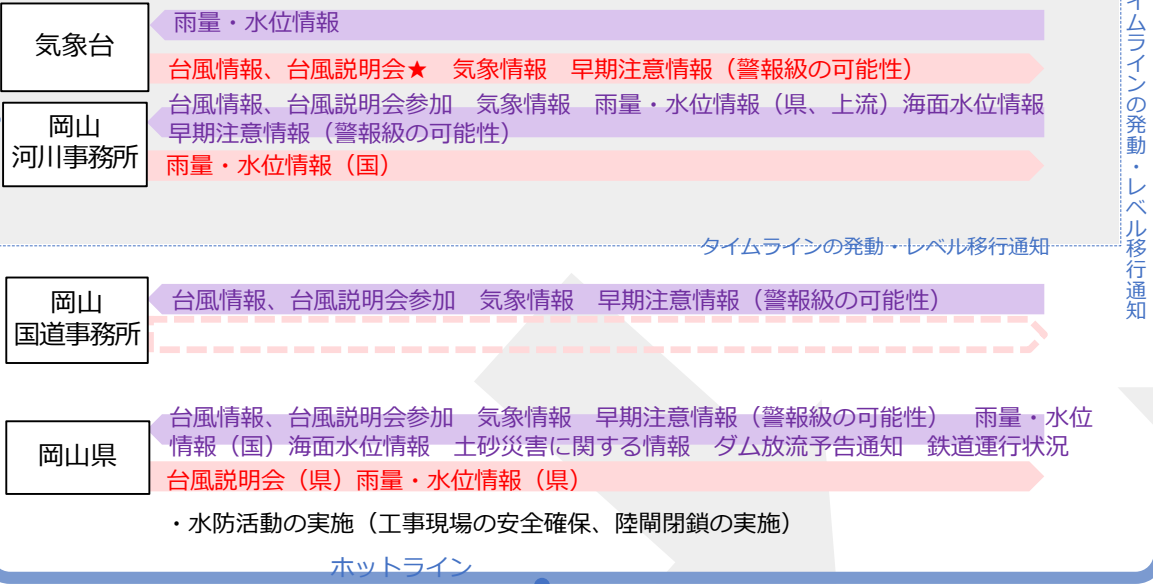 気象台
雨量・水位情報
台風情報、台風説明会★　気象情報　早期注意情報（警報級の可能性）
岡山
河川事務所
台風情報、台風説明会参加　気象情報　雨量・水位情報（県、上流）海面水位情報
早期注意情報（警報級の可能性）
雨量・水位情報（国）
タイムラインの発動・レベル移行通知
イムラインの発動・レベル移行通知
岡山
国道事務所
台風情報、台風説明会参加　気象情報　早期注意情報（警報級の可能性）
岡山県
台風情報、台風説明会参加　気象情報　早期注意情報（警報級の可能性）　雨量・水位
情報（国）海面水位情報　土砂災害に関する情報　ダム放流予告通知　鉄道運行状況
台風説明会（県）雨量・水位情報（県）
・水防活動の実施（工事現場の安全確保、陸閘閉鎖の実施）
ホットライン